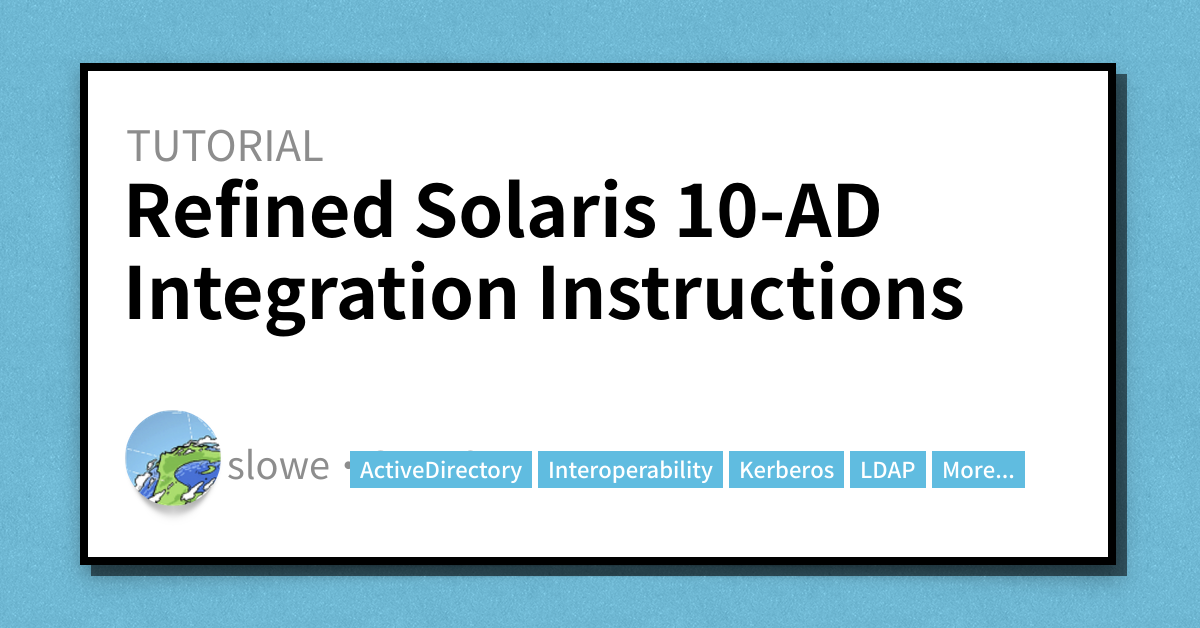 TUTORIAL
Refined Solaris 10-AD
Integration Instructions
slowe • ActiveDirectory Interoperability Kerberos LDAP More...